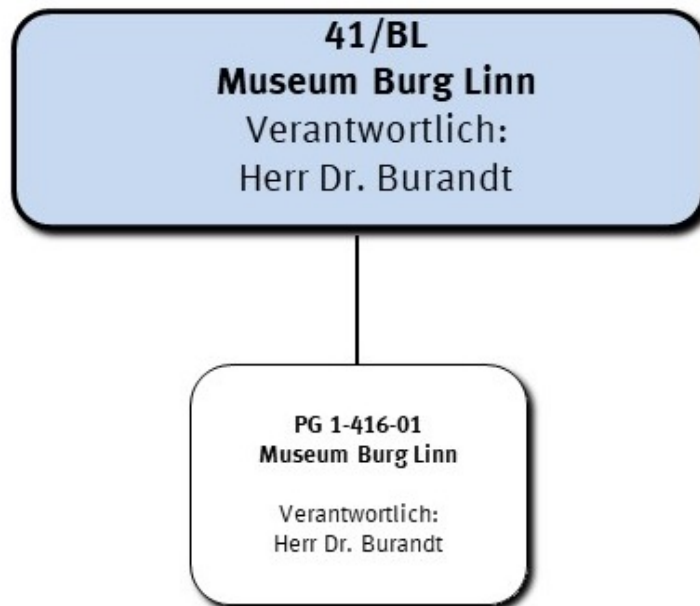 41/BL
Museum Burg Linn
Verantwortlich:
Herr Dr. Burandt
PG 1-416-01
Museum Burg Linn
Verantwortlich:
Herr Dr. Burandt